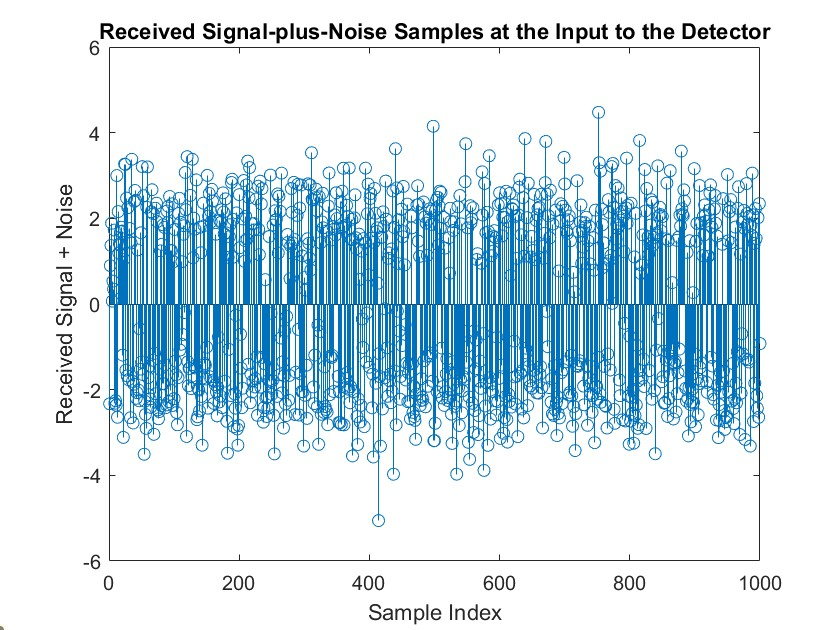 Received Signal-plus-Noise Samples at the Input to the Detector
6
4
2
0
-2
-4
-6
Received Signal + Noise
0 200 400 600 800 1000
Sample Index